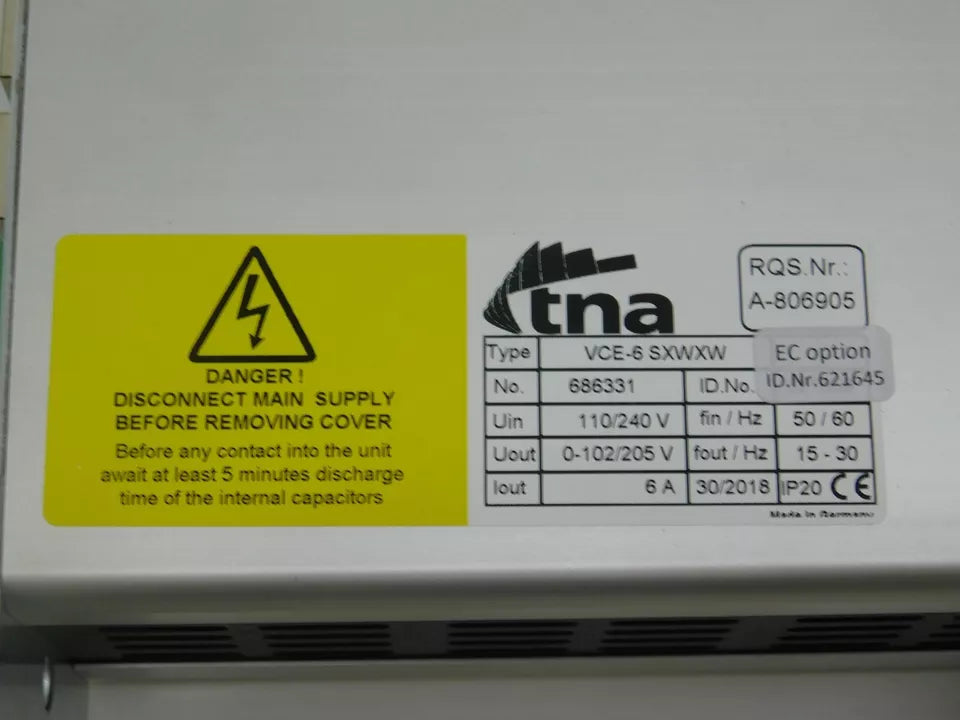 DANGER !
DISCONNECT MAIN SUPPLY
BEFORE REMOVING COVER
Before any contact into the unit
await at least 5 minutes discharge
time of the internal capacitors
tna
RQS.Nr.:
A-806905
Type VCE-6 SXWXW
EC option
ID.Nr.621645
No. 686331 ID.No.
Uin 110/240 V fin / Hz 50 / 60
Uout 0-102/205 V fout / Hz 15 - 30
Iout 6 A 30/2018 IP20 CE
Made in Germany